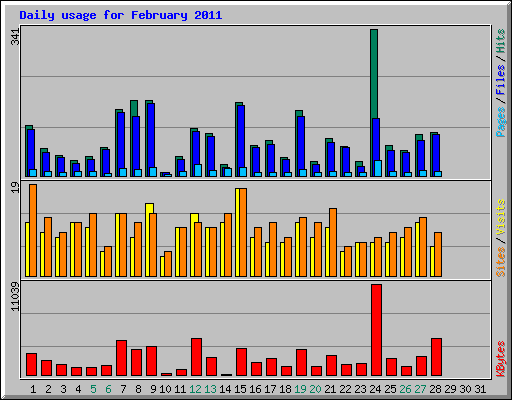 Daily usage for February 2011
341
Pages / Files / Hits
19
Sites / Visits
11039
KBytes
1 2 3 4 5 6 7 8 9 10 11 12 13 14 15 16 17 18 19 20 21 22 23 24 25 26 27 28 29 30 31